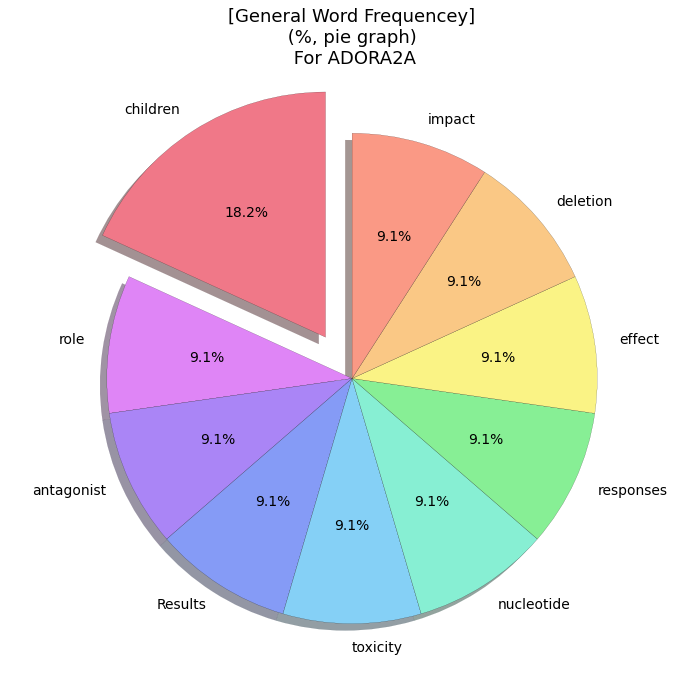 [General Word Frequencey]
(%, pie graph)
For ADORA2A
children
impact
deletion
18.2%
9.1%
9.1%
role
9.1%
9.1%
effect
antagonist
9.1%
9.1%
responses
Results
9.1%
9.1%
9.1%
nucleotide
toxicity